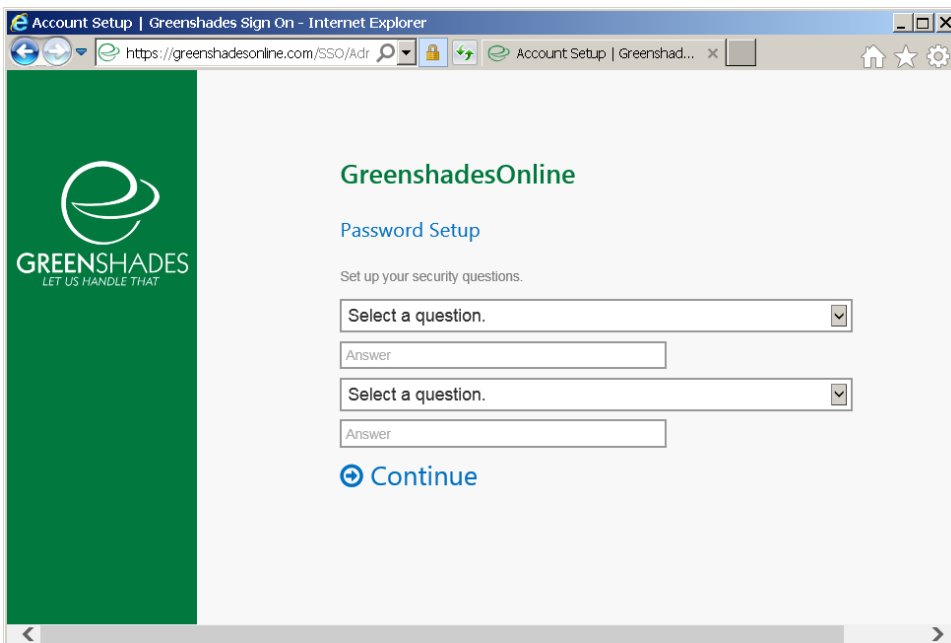 Account Setup | Greenshades Sign On - Internet Explorer
https://greenshadesonline.com/SSO/Adr
Account Setup | Greenshad...
GREENSHADES
LET US HANDLE THAT
GreenshadesOnline
Password Setup
Set up your security questions.
Select a question.
Answer
Select a question.
Answer
Continue